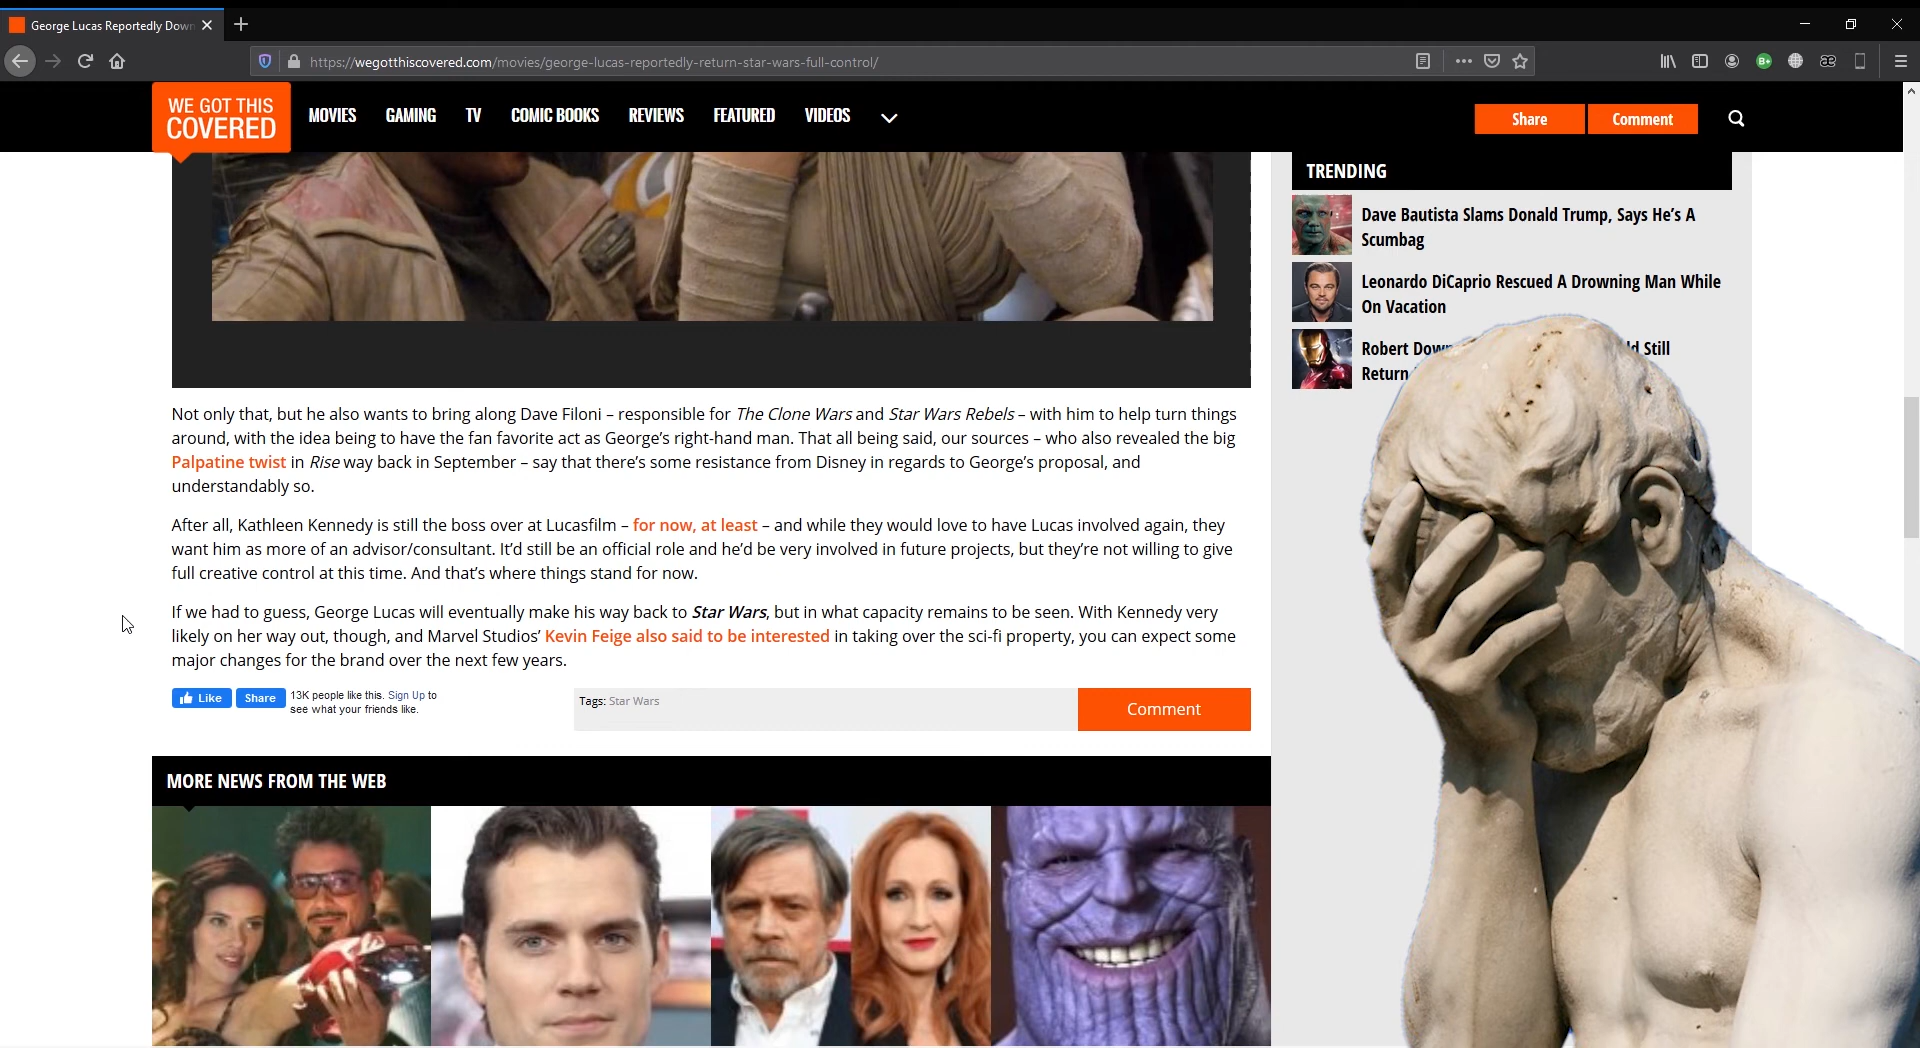 George Lucas Reportedly Down
https://wegotthiscovered.com/movies/george-lucas-reportedly-return-star-wars-full-control/
WE GOT THIS
COVERED
MOVIES
GAMING
TV
COMIC BOOKS
REVIEWS
FEATURED
VIDEOS
Share
Comment
TRENDING
Dave Bautista Slams Donald Trump, Says He's A
Scumbag
Leonardo DiCaprio Rescued A Drowning Man While
On Vacation
Robert Still
Return
Not only that, but he also wants to bring along Dave Filoni – responsible for The Clone Wars and Star Wars Rebels – with him to help turn things
around, with the idea being to have the fan favorite act as George's right-hand man. That all being said, our sources – who also revealed the big
Palpatine twist in Rise way back in September – say that there's some resistance from Disney in regards to George's proposal, and
understandably so.
After all, Kathleen Kennedy is still the boss over at Lucasfilm – for now, at least – and while they would love to have Lucas involved again, they
want him as more of an advisor/consultant. It'd still be an official role and he'd be very involved in future projects, but they're not willing to give
full creative control at this time. And that's where things stand for now.
If we had to guess, George Lucas will eventually make his way back to Star Wars, but in what capacity remains to be seen. With Kennedy very
likely on her way out, though, and Marvel Studios' Kevin Feige also said to be interested in taking over the sci-fi property, you can expect some
major changes for the brand over the next few years.
Like
Share
13K people like this. Sign Up to
see what your friends like.
Tags: Star Wars
Comment
MORE NEWS FROM THE WEB